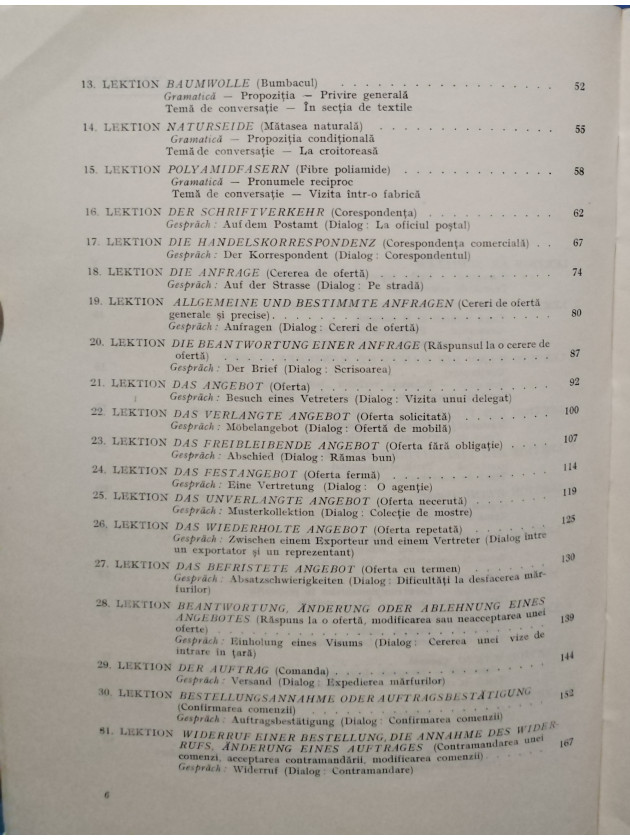 13. LEKTION BAUMWOLLE (Bumbacul) . . . . . . . . . . . . . . . . . 52
Gramatică — Propoziția — Privire generală
Temă de conversație — În secția de textile
14. LEKTION NATURSEIDE (Mătasea naturală) . . . . . . . . . . . . . 55
Gramatică — Propoziția condițională
Temă de conversație — La croitoreasă
15. LEKTION POLYAMIDFASERN (Fibre poliamide) . . . . . . . . . . . 58
Gramatică — Pronumele reciproc
Temă de conversație — Vizita într-o fabrică
16. LEKTION DER SCHRIFTVERKEHR (Corespondența) . . . . . . . . . 62
Gespräch: Auf dem Postamt (Dialog: La oficiul poștal)
17. LEKTION DIE HANDELSKORRESPONDENZ (Corespondența comercială) . . 67
Gespräch: Der Korrespondent (Dialog: Corespondentul)
18. LEKTION DIE ANFRAGE (Cererea de ofertă) . . . . . . . . . . . . . 74
Gespräch: Auf der Strasse (Dialog: Pe stradă)
19. LEKTION ALLGEMEINE UND BESTIMMTE ANFRAGEN (Cereri de ofertă
generale și precise) . . . . . . . . . . . . . . . . . . . . . 80
Gespräch: Aufragen (Dialog: Cereri de ofertă)
20. LEKTION DIE BEANTWORTUNG EINER ANFRAGE (Răspunsul la o cerere de
ofertă) . . . . . . . . . . . . . . . . . . . . . . . . . 87
Gespräch: Der Brief (Dialog: Scrisoarea)
21. LEKTION DAS ANGEBOT (Oferta) . . . . . . . . . . . . . . . . . 92
Gespräch: Besuch eines Vetreters (Dialog: Vizita unui delegat)
22. LEKTION DAS VERLANGTE ANGEBOT (Oferta solicitată) . . . . . . . 100
Gespräch: Möbelangebot (Dialog: Ofertă de mobilă)
23. LEKTION DAS FREIBLEIBENDE ANGEBOT (Oferta fără obligație) . . . . 107
Gespräch: Abschied (Dialog: Rămas bun)
24. LEKTION DAS FESTANGEBOT (Oferta fermă) . . . . . . . . . . . . 114
Gespräch: Eine Vertretung (Dialog: O agenție)
25. LEKTION DAS UNVERLANGTE ANGEBOT (Oferta necerută) . . . . . . 119
Gespräch: Musterkollektion (Dialog: Colecție de mostre)
26. LEKTION DAS WIEDERHOLTE ANGEBOT (Oferta repetată) . . . . . . 125
Gespräch: Zwischen einem Exporteur und einem Vertreter (Dialog între
un exportator și un reprezentant)
27. LEKTION DAS BEFRISTETE ANGEBOT (Oferta cu termen) . . . . . . . 130
Gespräch: Absatzschwierigkeiten (Dialog: Dificultăți la desfacerea măr-
furilor)
28. LEKTION BEANTWORTUNG, ÄNDERUNG ODER ABLEHNUNG EINES
ANGEBOTES (Răspuns la o ofertă, modificarea sau neacceptarea unei
oferte) . . . . . . . . . . . . . . . . . . . . . . . . . 139
Gespräch: Einholung eines Visums (Dialog: Cererea unei vize de
intrare în țară)
29. LEKTION DER AUFTRAG (Comanda) . . . . . . . . . . . . . . . . 144
Gespräch: Versand (Dialog: Expedierea mărfurilor)
30. LEKTION BESTELLUNGSANNAHME ODER AUFTRAGSBESTÄTIGUNG
(Confirmarea comenzii) . . . . . . . . . . . . . . . . . . . 152
Gespräch: Auftragsbestätigung (Dialog: Confirmarea comenzii)
31. LEKTION WIDERRUF EINER BESTELLUNG, DIE ANNAHME DES WIDER-
RUFS, ÄNDERUNG EINES AUFTRAGES (Contramandarea unei
comenzi, acceptarea contramandării, modificarea comenzii) . . . . . 167
Gespräch: Widerruf (Dialog: Contramandare)
6